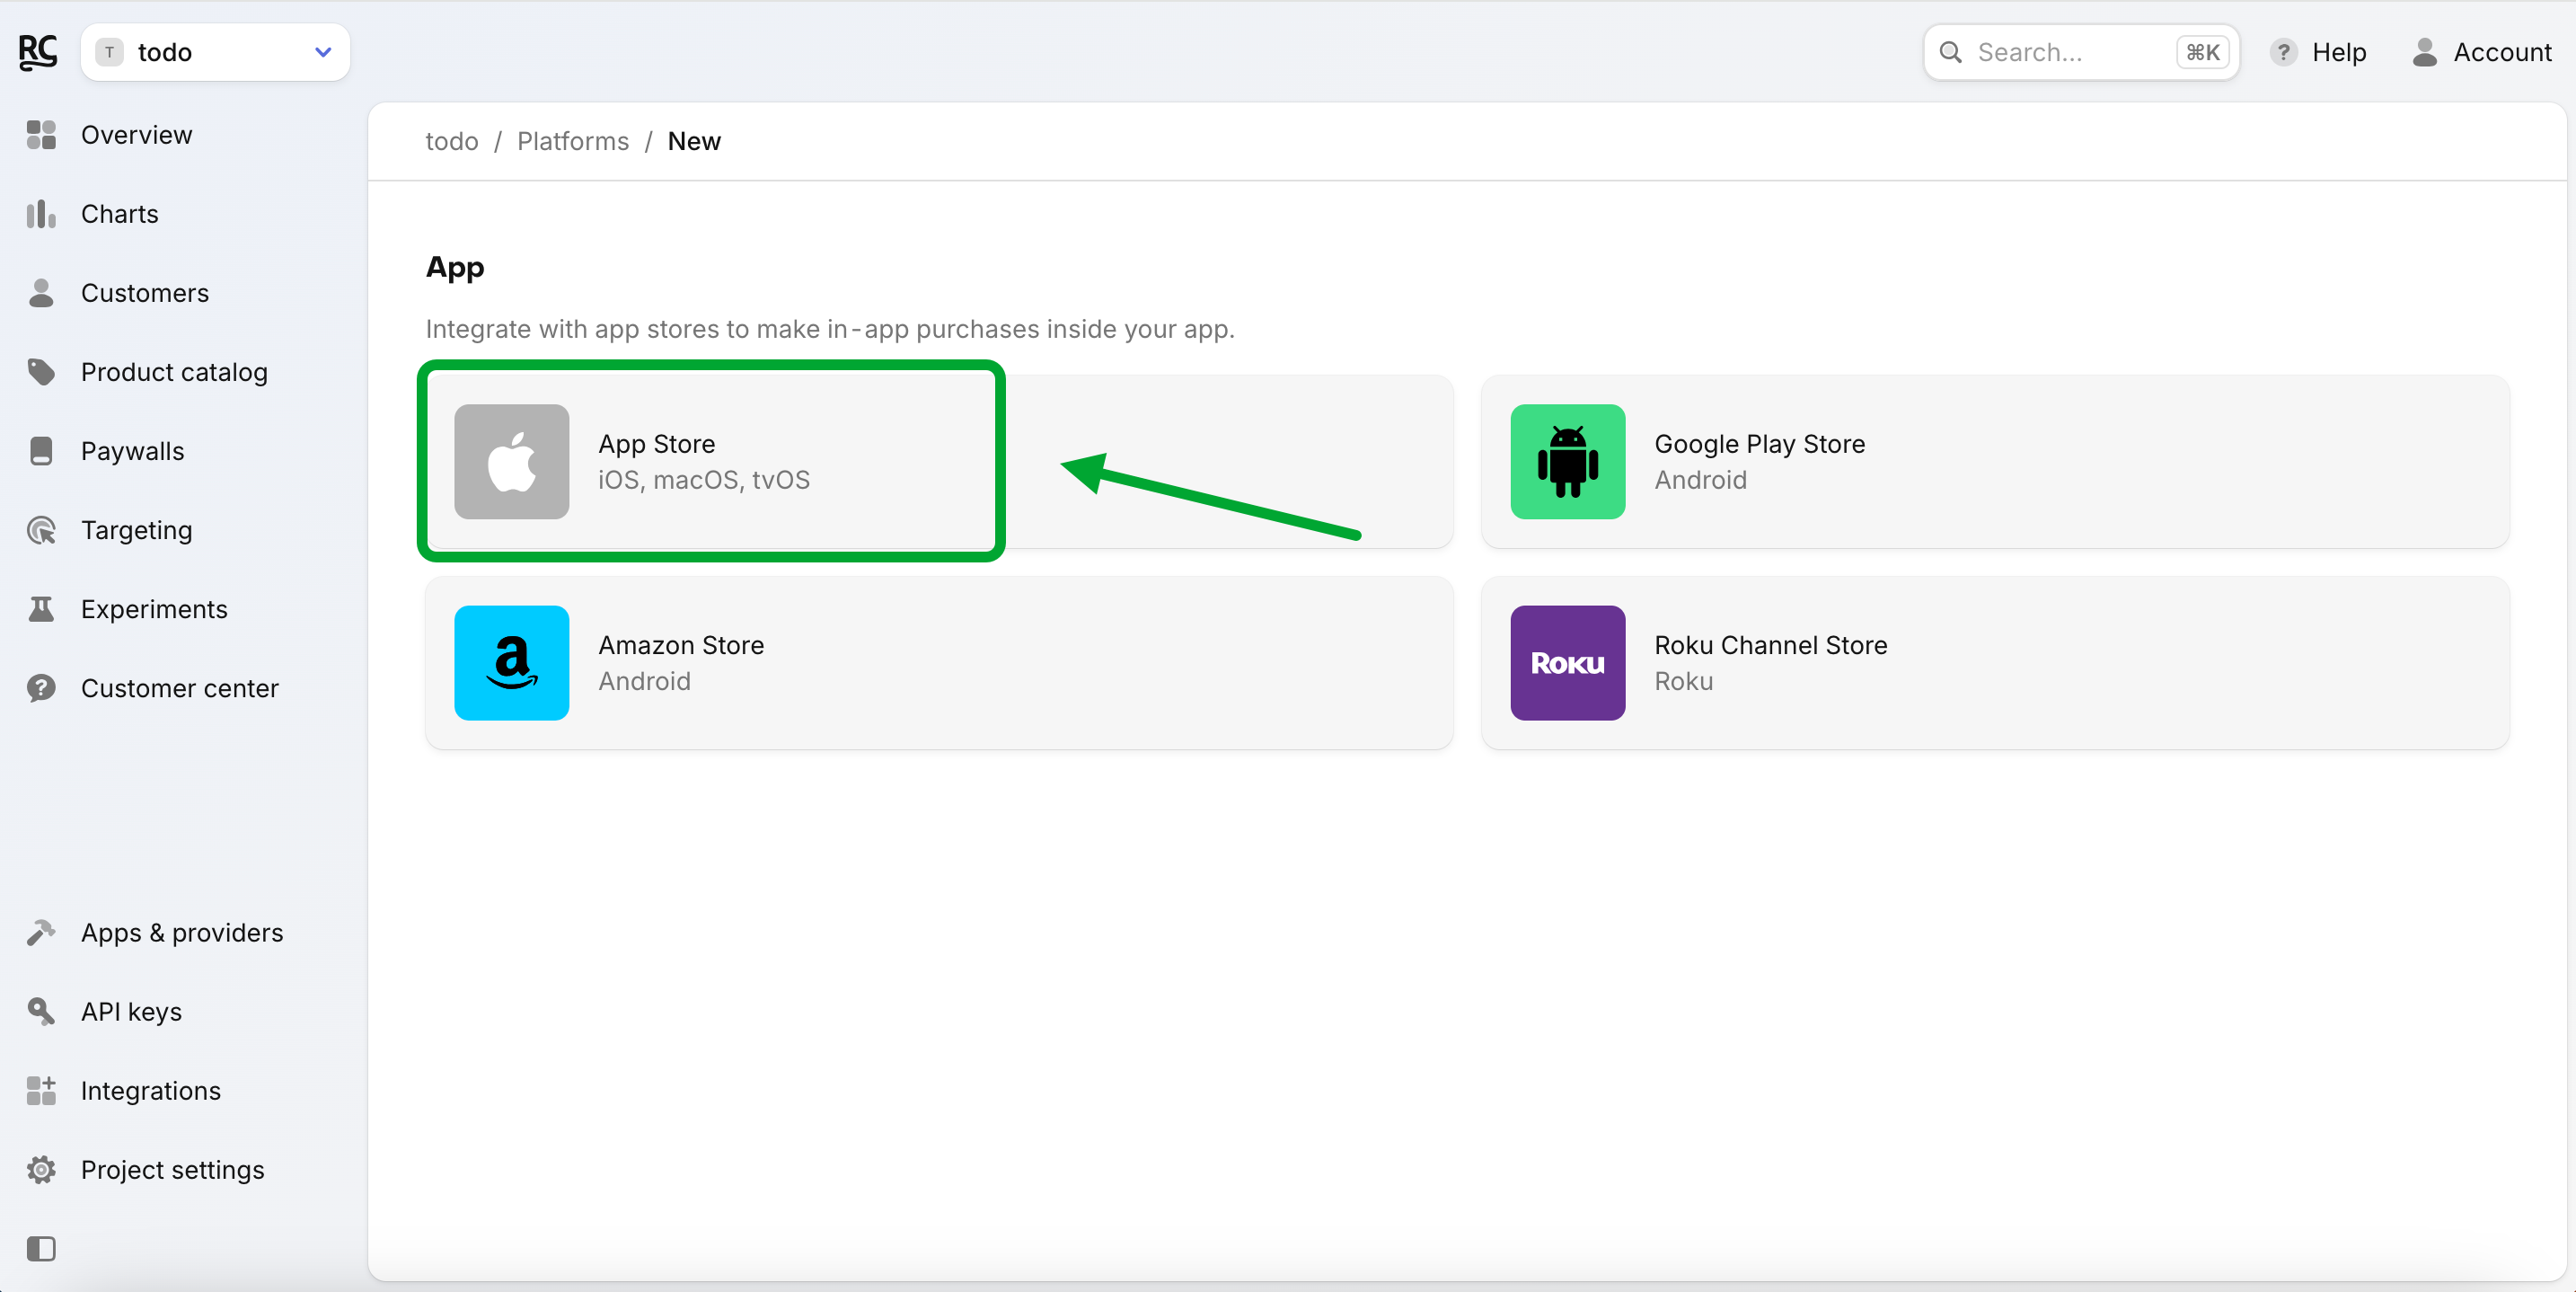 RC
T todo
Search... ⌘K
? Help
Account
Overview
Charts
Customers
Product catalog
Paywalls
Targeting
Experiments
Customer center
Apps & providers
API keys
Integrations
Project settings
todo / Platforms / New
App
Integrate with app stores to make in-app purchases inside your app.
App Store
iOS, macOS, tvOS
Google Play Store
Android
a
Amazon Store
Android
ROKU
Roku Channel Store
Roku